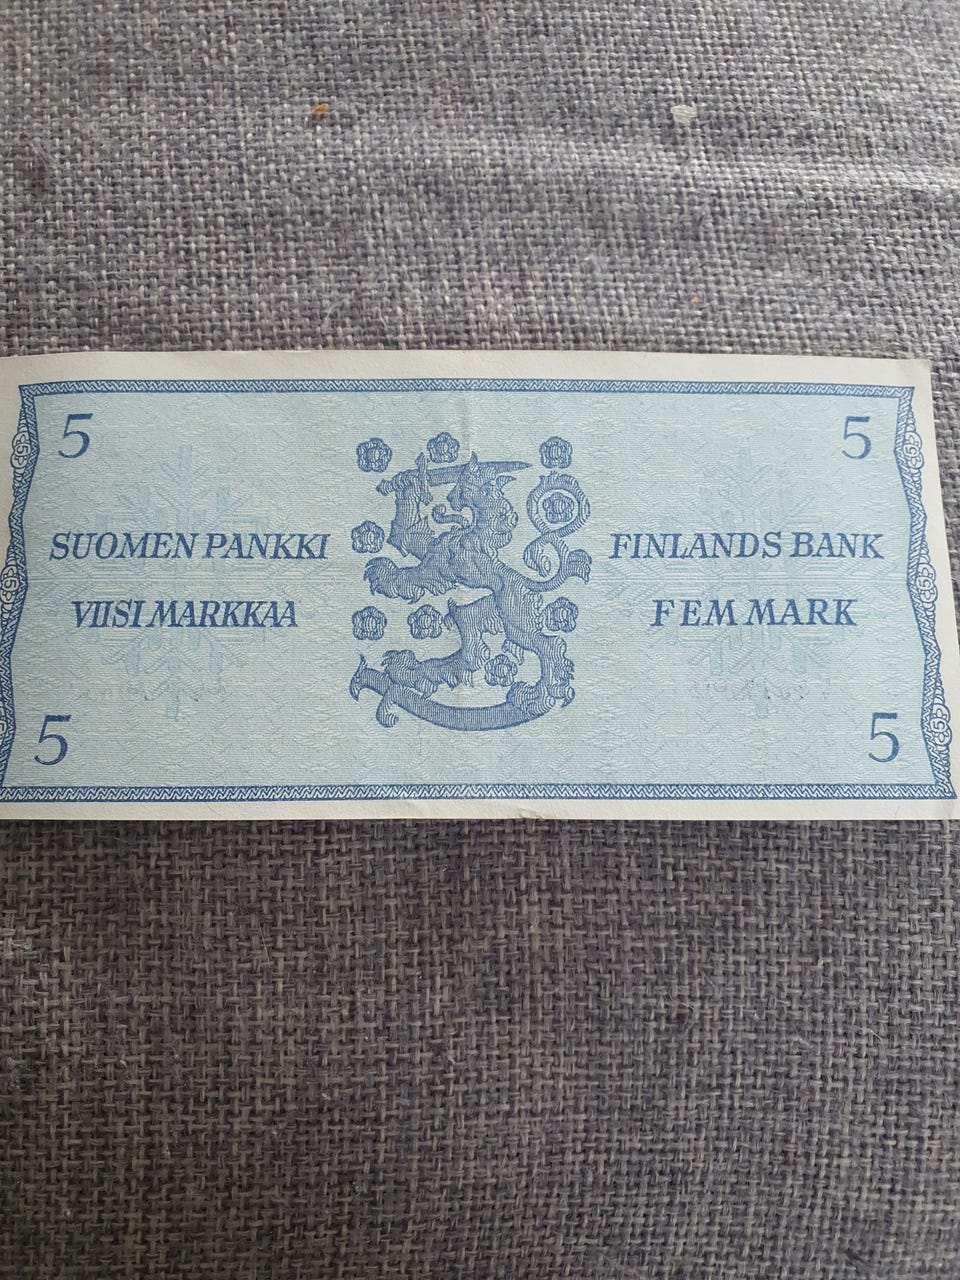 5 5
SUOMEN PANKKI FINLANDS BANK
VIISI MARKKAA FEM MARK
5 5